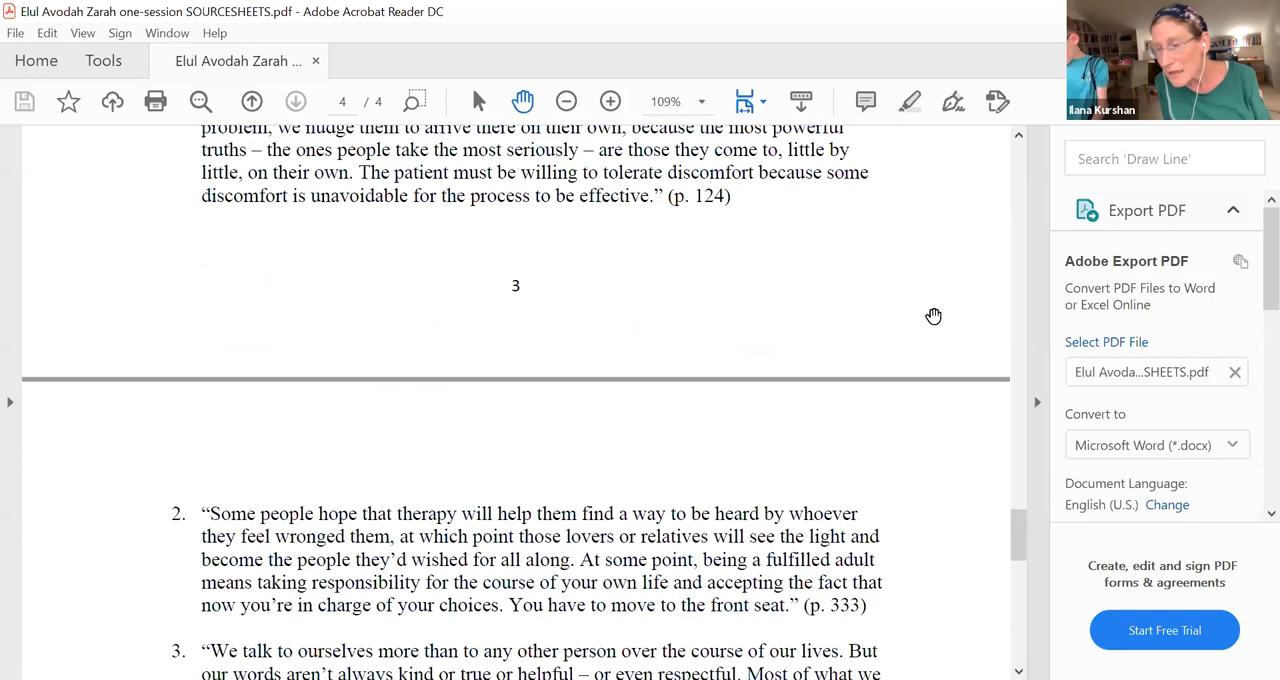 Elul Avodah Zarah one-session SOURCESHEETS.pdf - Adobe Acrobat Reader DC
File Edit View Sign Window Help
Home Tools Elul Avodah Zarah ... ×
4 / 4 109%
Ilana Kurshan
problem, we nudge them to arrive there on their own, because the most powerful
truths – the ones people take the most seriously – are those they come to, little by
little, on their own. The patient must be willing to tolerate discomfort because some
discomfort is unavoidable for the process to be effective.” (p. 124)
3
2. “Some people hope that therapy will help them find a way to be heard by whoever
they feel wronged them, at which point those lovers or relatives will see the light and
become the people they’d wished for all along. At some point, being a fulfilled adult
means taking responsibility for the course of your own life and accepting the fact that
now you’re in charge of your choices. You have to move to the front seat.” (p. 333)
3. “We talk to ourselves more than to any other person over the course of our lives. But
our words aren’t always kind or true or helpful – or even respectful. Most of what we
Search 'Draw Line'
Export PDF
Adobe Export PDF
Convert PDF Files to Word
or Excel Online
Select PDF File
Elul Avoda...SHEETS.pdf
Convert to
Microsoft Word (*.docx)
Document Language:
English (U.S.) Change
Create, edit and sign PDF
forms & agreements
Start Free Trial